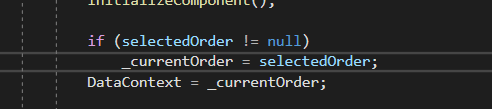 InitializeComponent();
if (selectedOrder != null)
_currentOrder = selectedOrder;
DataContext = _currentOrder;